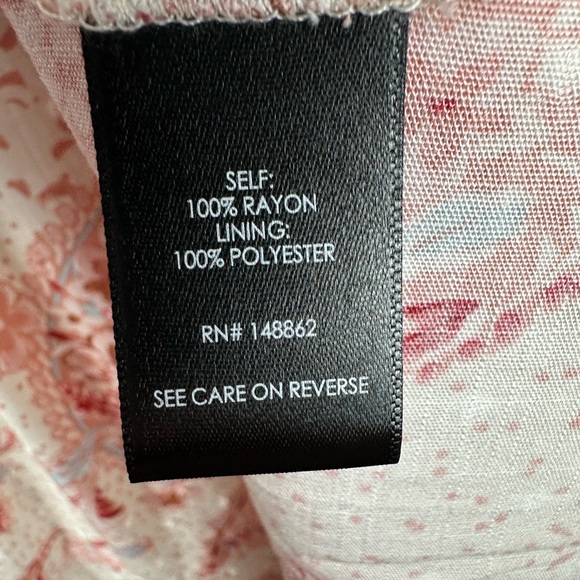 SELF:
100% RAYON
LINING:
100% POLYESTER
RN# 148862
SEE CARE ON REVERSE